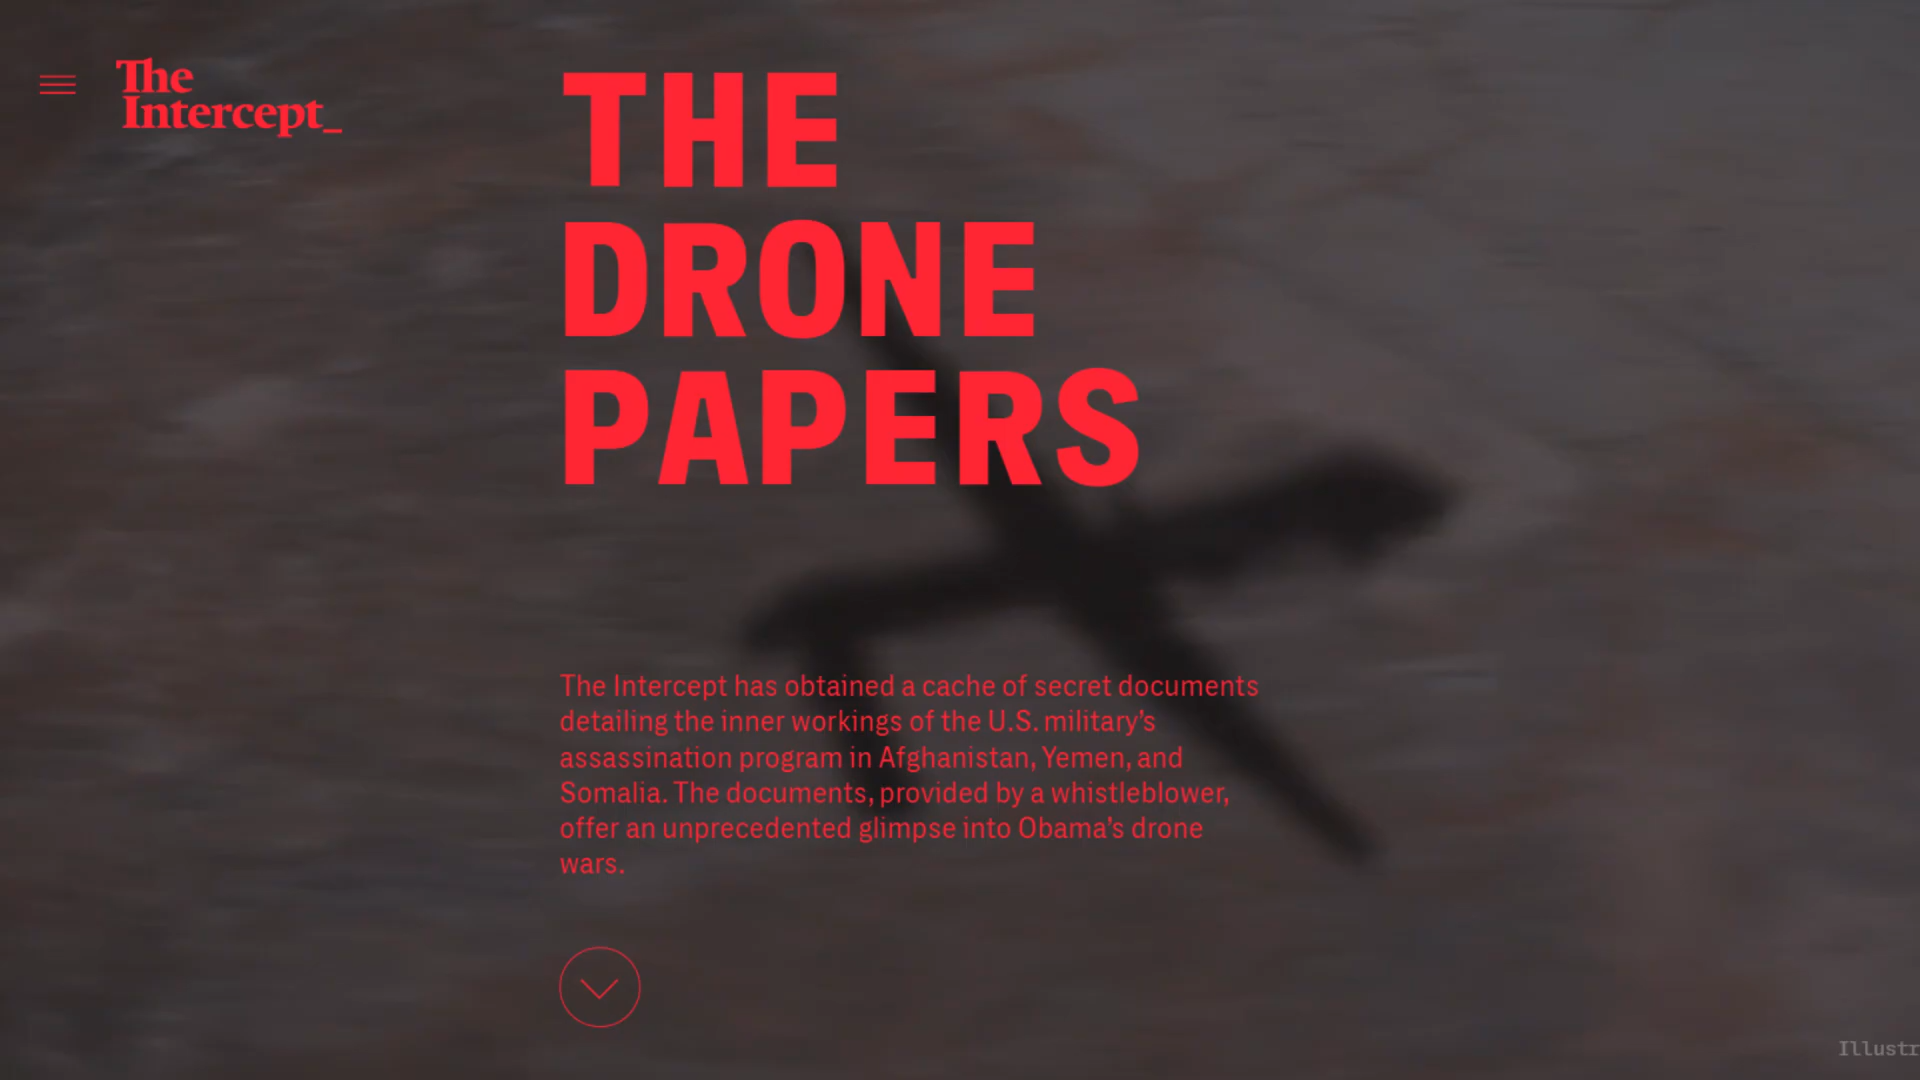 The
Intercept_
THE
DRONE
PAPERS
The Intercept has obtained a cache of secret documents
detailing the inner workings of the U.S. military’s
assassination program in Afghanistan, Yemen, and
Somalia. The documents, provided by a whistleblower,
offer an unprecedented glimpse into Obama’s drone
wars.
Illustr